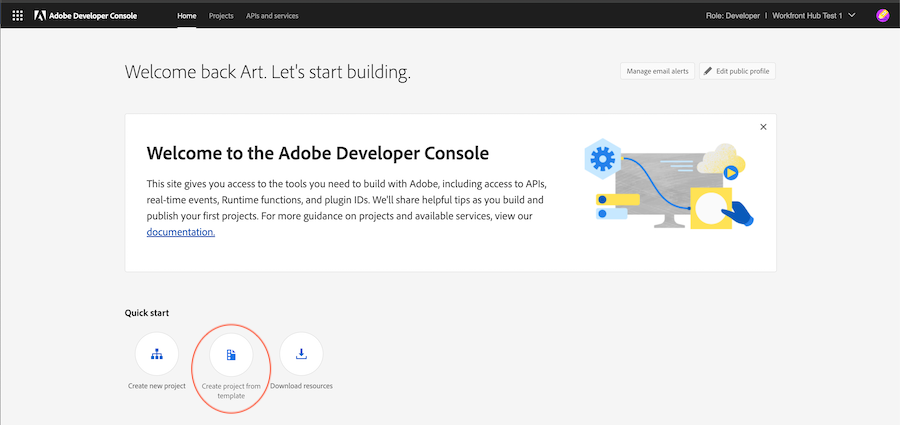 Adobe Developer Console Home Projects APIs and services Role: Developer | Workfront Hub Test 1
Welcome back Art. Let's start building.
Manage email alerts Edit public profile
Welcome to the Adobe Developer Console
This site gives you access to the tools you need to build with Adobe, including access to APIs,
real-time events, Runtime functions, and plugin IDs. We'll share helpful tips as you build and
publish your first projects. For more guidance on projects and available services, view our
documentation.
Quick start
Create new project
Create project from
template
Download resources